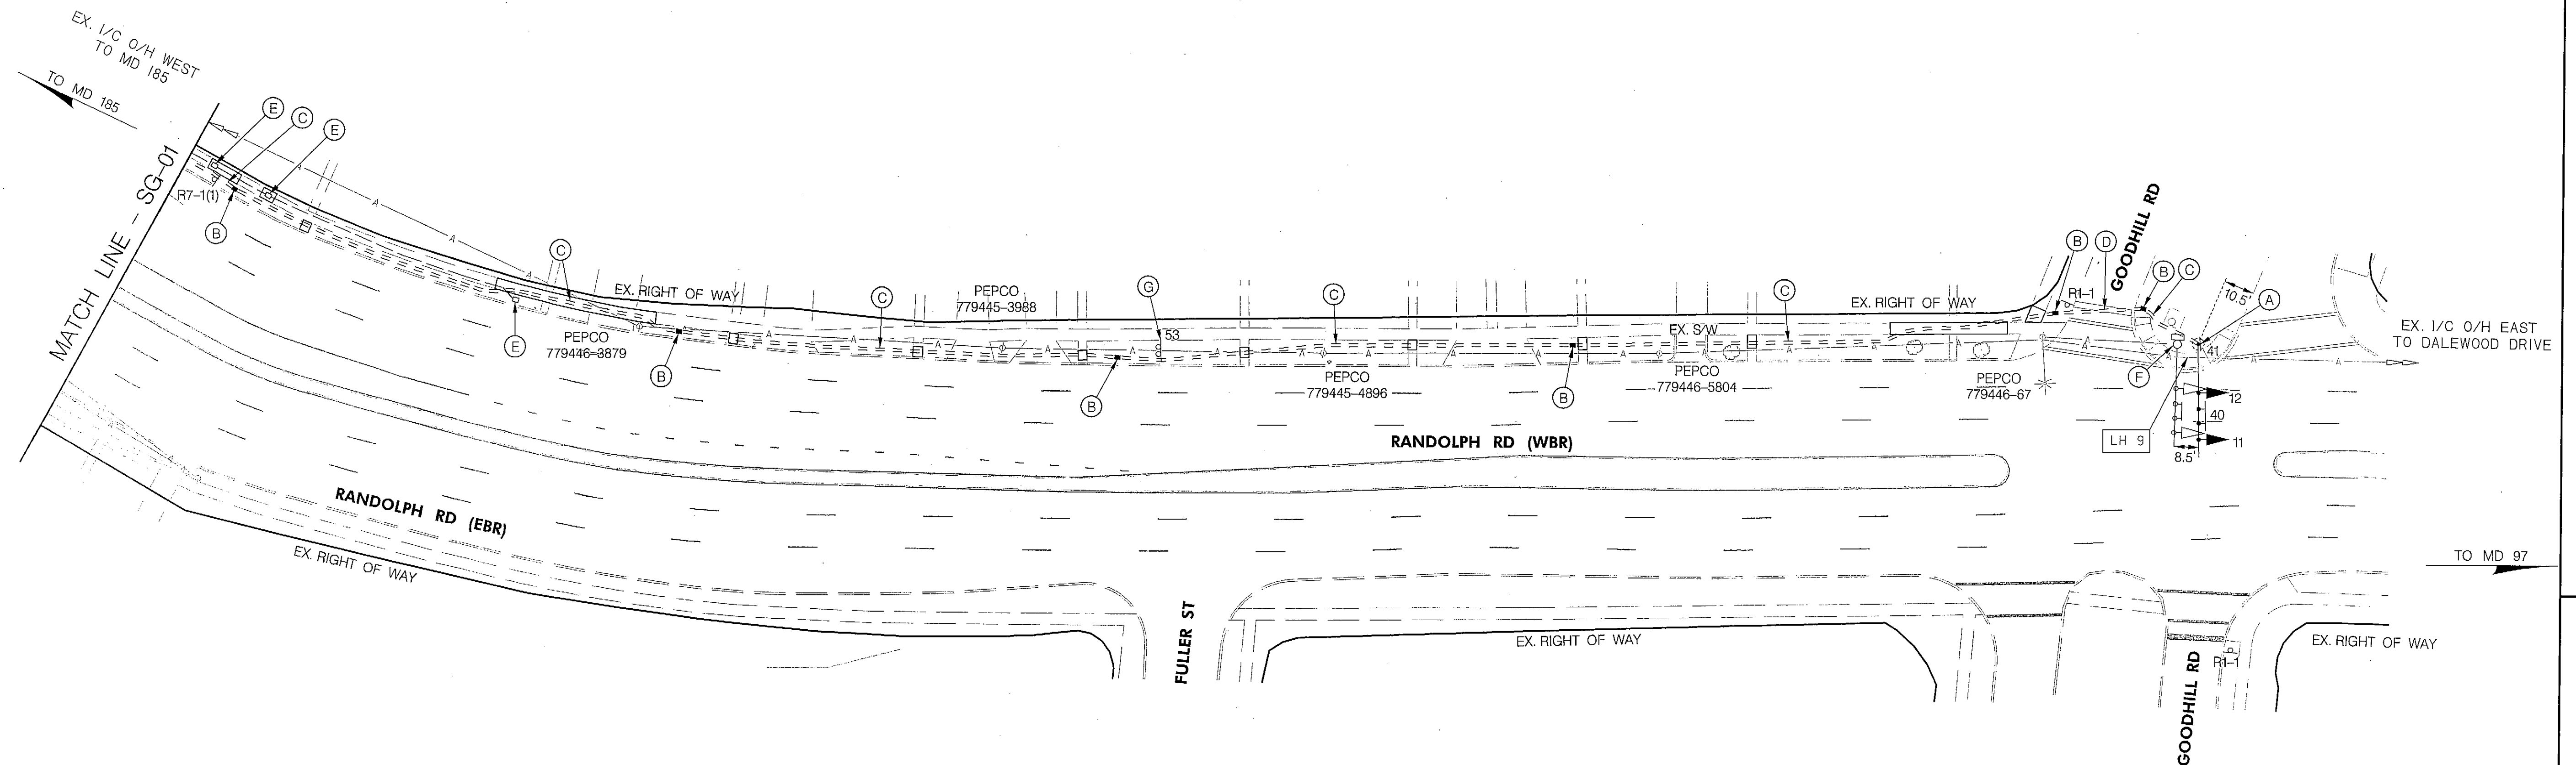 EX. I/C O/H WEST
TO MD 185
TO MD 185
MATCH LINE - SG-01
E
C
E
R7-1(1)
B
A
A
A
C
E
EX. RIGHT OF WAY
PEPCO
779446-3879
B
A
A
C
A
A
PEPCO
779445-3988
A
A
A
G
53
B
A
A
A
C
A
A
PEPCO
779445-4896
A
B
A
A
EX. S/W
PEPCO
779446-5804
A
C
A
EX. RIGHT OF WAY
PEPCO
779446-67
B
D
R1-1
GOODHILL RD
B
C
10.5'
A
A
F
41
A
A
LH 9
12
40
11
8.5'
EX. I/C O/H EAST
TO DALEWOOD DRIVE
RANDOLPH RD (WBR)
RANDOLPH RD (EBR)
EX. RIGHT OF WAY
TO MD 97
FULLER ST
EX. RIGHT OF WAY
R1-1
GOODHILL RD
EX. RIGHT OF WAY